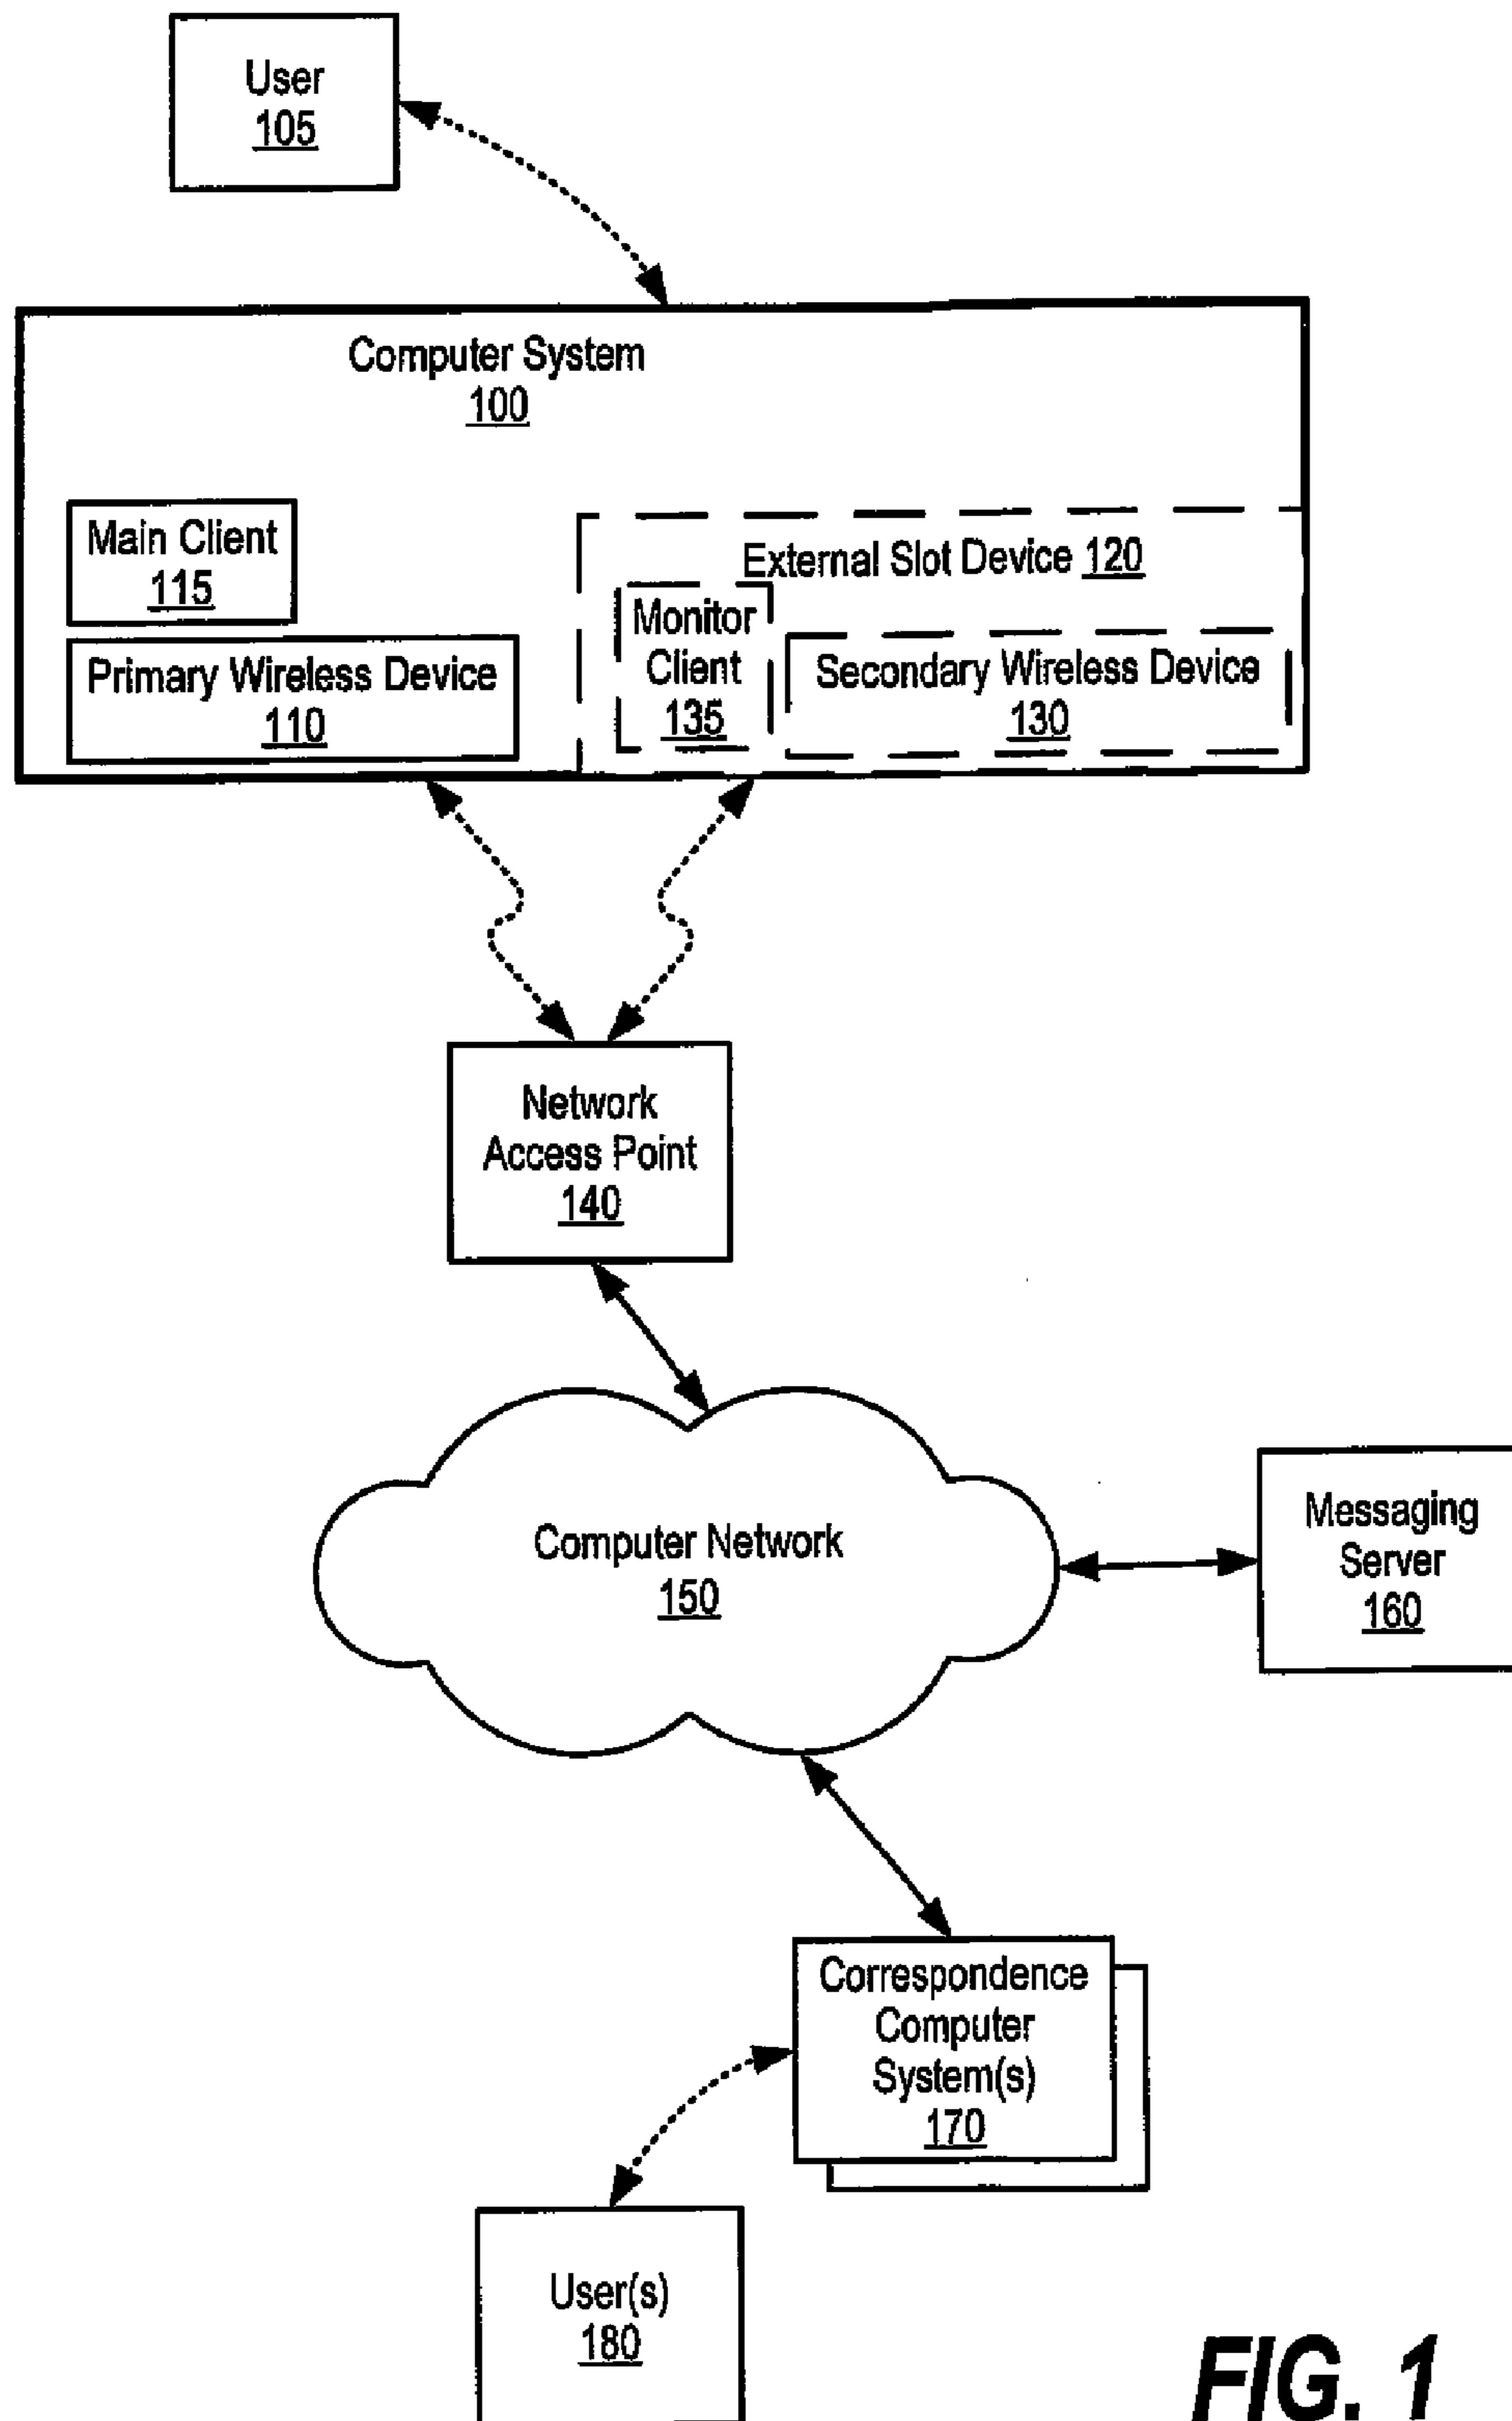 User
105
Computer System
100
Main Client
115
Primary Wireless Device
110
External Slot Device 120
Monitor
Client
135
Secondary Wireless Device
130
Network
Access Point
140
Computer Network
150
Messaging
Server
160
Correspondence
Computer
System(s)
170
User(s)
180
FIG. 1